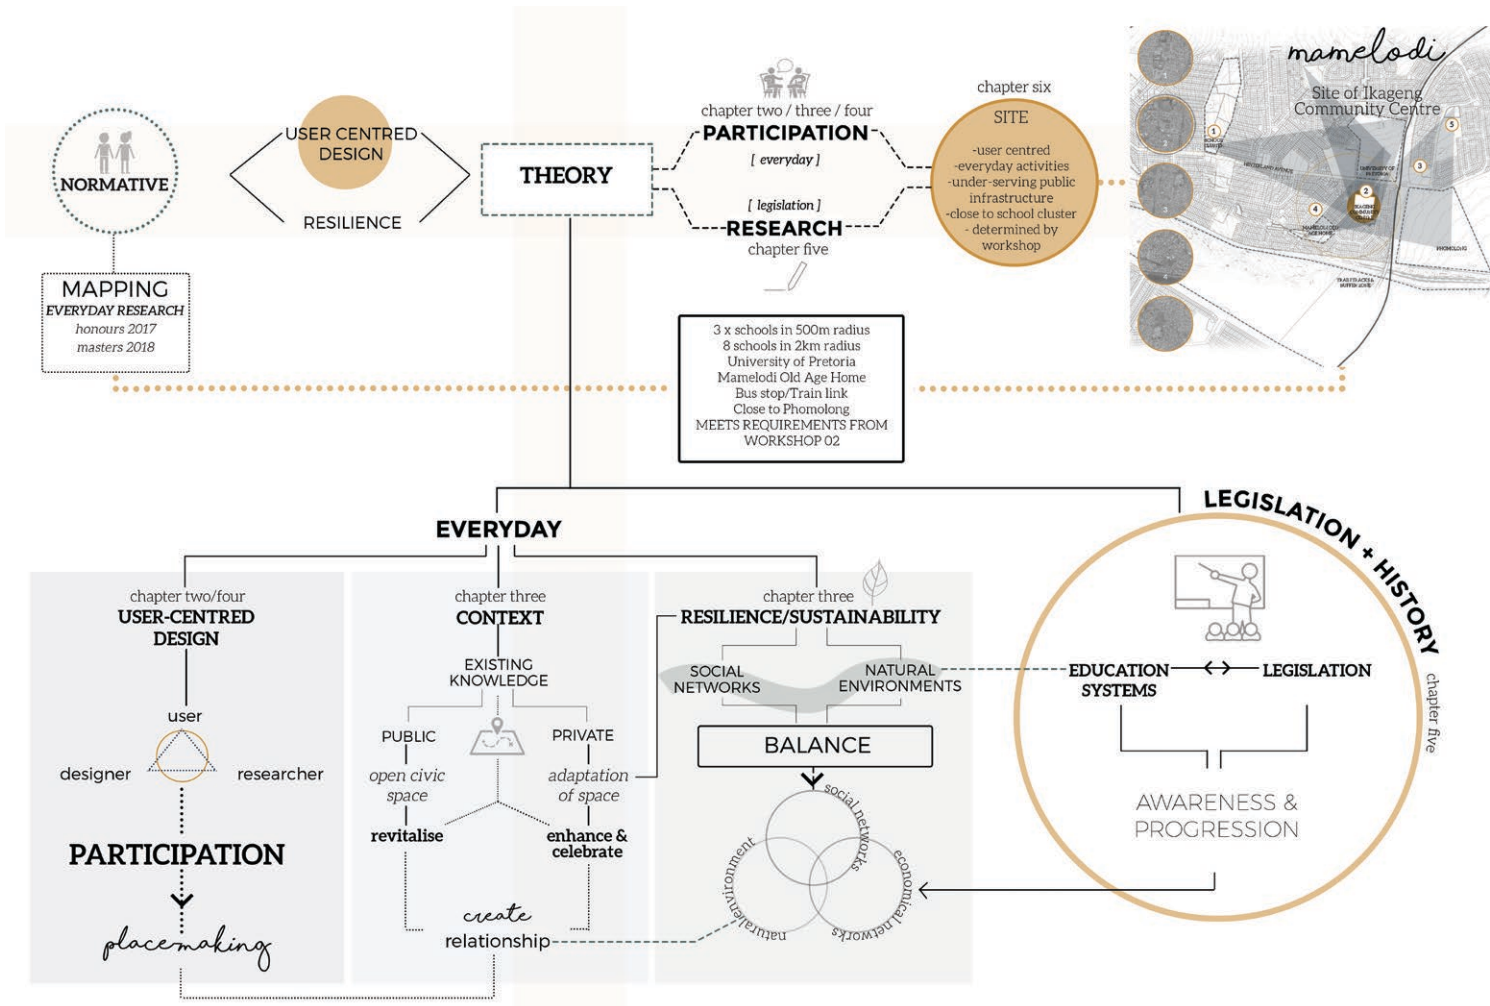 NORMATIVE
MAPPING
EVERYDAY RESEARCH
honours 2017
masters 2018
USER CENTRED
DESIGN
RESILIENCE
THEORY
chapter two / three / four
PARTICIPATION
[ everyday ]
[ legislation ]
RESEARCH
chapter five
chapter six
SITE
-user centred
-everyday activities
-under-serving public
infrastructure
-close to school cluster
- determined by
workshop
mamelodi
Site of Ikageng
Community Centre
1
2
3
4
5
PHOMOLONG
3 x schools in 500m radius
8 schools in 2km radius
University of Pretoria
Mamelodi Old Age Home
Bus stop/Train link
Close to Phomolong
MEETS REQUIREMENTS FROM
WORKSHOP 02
EVERYDAY
chapter two/four
USER-CENTRED
DESIGN
user
designer
researcher
PARTICIPATION
placemaking
chapter three
CONTEXT
EXISTING
KNOWLEDGE
PUBLIC
open civic
space
revitalise
PRIVATE
adaptation
of space
enhance &
celebrate
create
relationship
chapter three
RESILIENCE/SUSTAINABILITY
SOCIAL
NETWORKS
NATURAL
ENVIRONMENTS
BALANCE
social networks
natural environment
economical networks
LEGISLATION + HISTORY
chapter five
EDUCATION
SYSTEMS
LEGISLATION
AWARENESS &
PROGRESSION